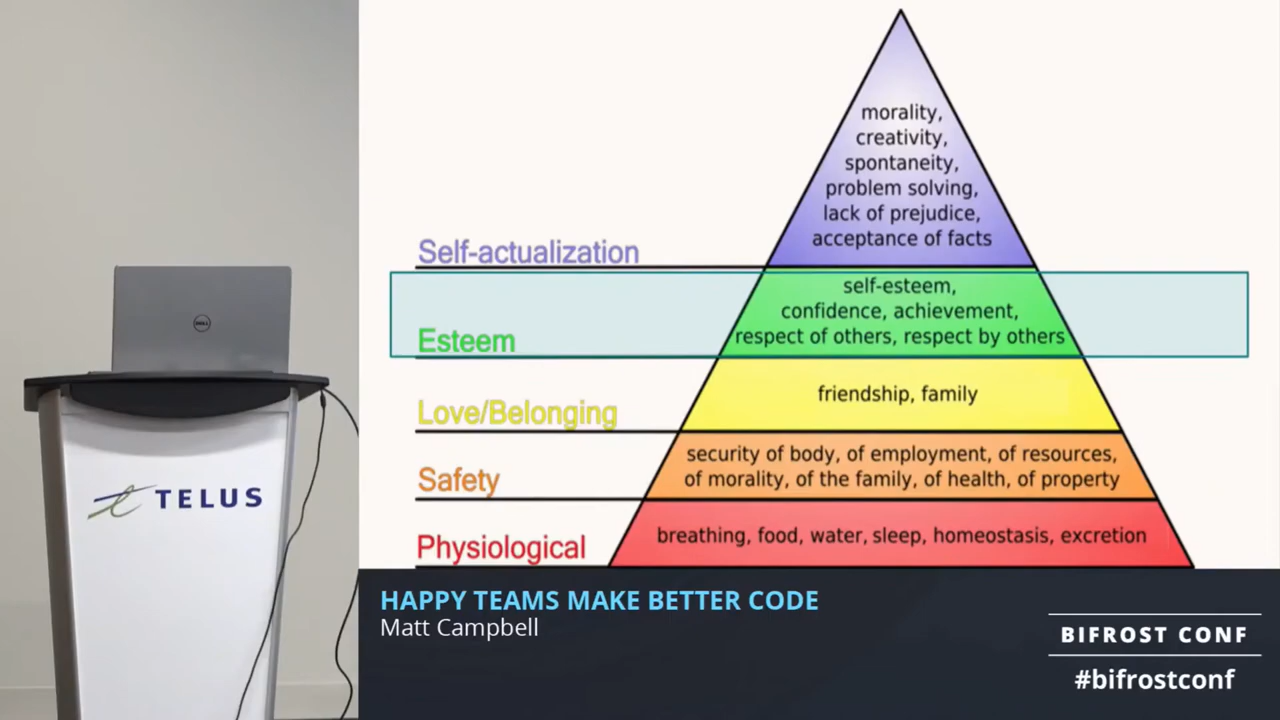 DELL
TELUS
morality,
creativity,
spontaneity,
problem solving,
lack of prejudice,
acceptance of facts
Self-actualization
self-esteem,
confidence, achievement,
respect of others, respect by others
Esteem
friendship, family
Love/Belonging
security of body, of employment, of resources,
of morality, of the family, of health, of property
Safety
breathing, food, water, sleep, homeostasis, excretion
Physiological
HAPPY TEAMS MAKE BETTER CODE
Matt Campbell
BIFROST CONF
#bifrostconf